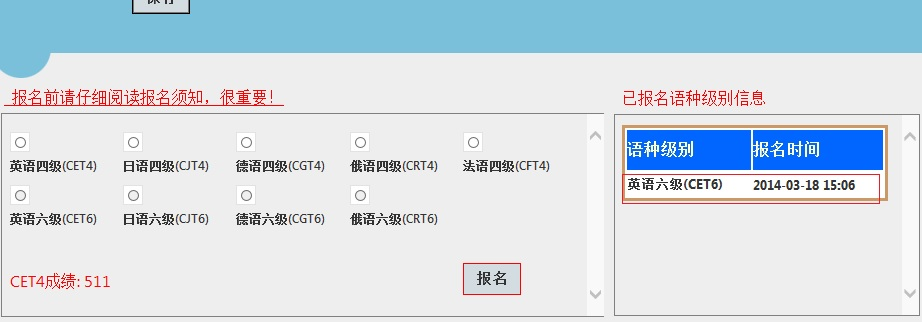 保存
报名前请仔细阅读报名须知，很重要！
英语四级(CET4) 日语四级(CJT4) 德语四级(CGT4) 俄语四级(CRT4) 法语四级(CFT4)
英语六级(CET6) 日语六级(CJT6) 德语六级(CGT6) 俄语六级(CRT6)
CET4成绩: 511
报名
已报名语种级别信息
语种级别 报名时间
英语六级(CET6) 2014-03-18 15:06